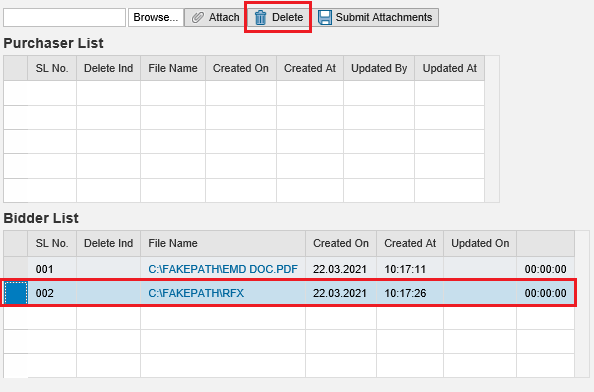 Browse... Attach Delete Submit Attachments
Purchaser List
SL No. Delete Ind File Name Created On Created At Updated By Updated At
Bidder List
SL No. Delete Ind File Name Created On Created At Updated On
001 C:\FAKEPATH\EMD DOC.PDF 22.03.2021 10:17:11 00:00:00
002 C:\FAKEPATH\RFX 22.03.2021 10:17:26 00:00:00